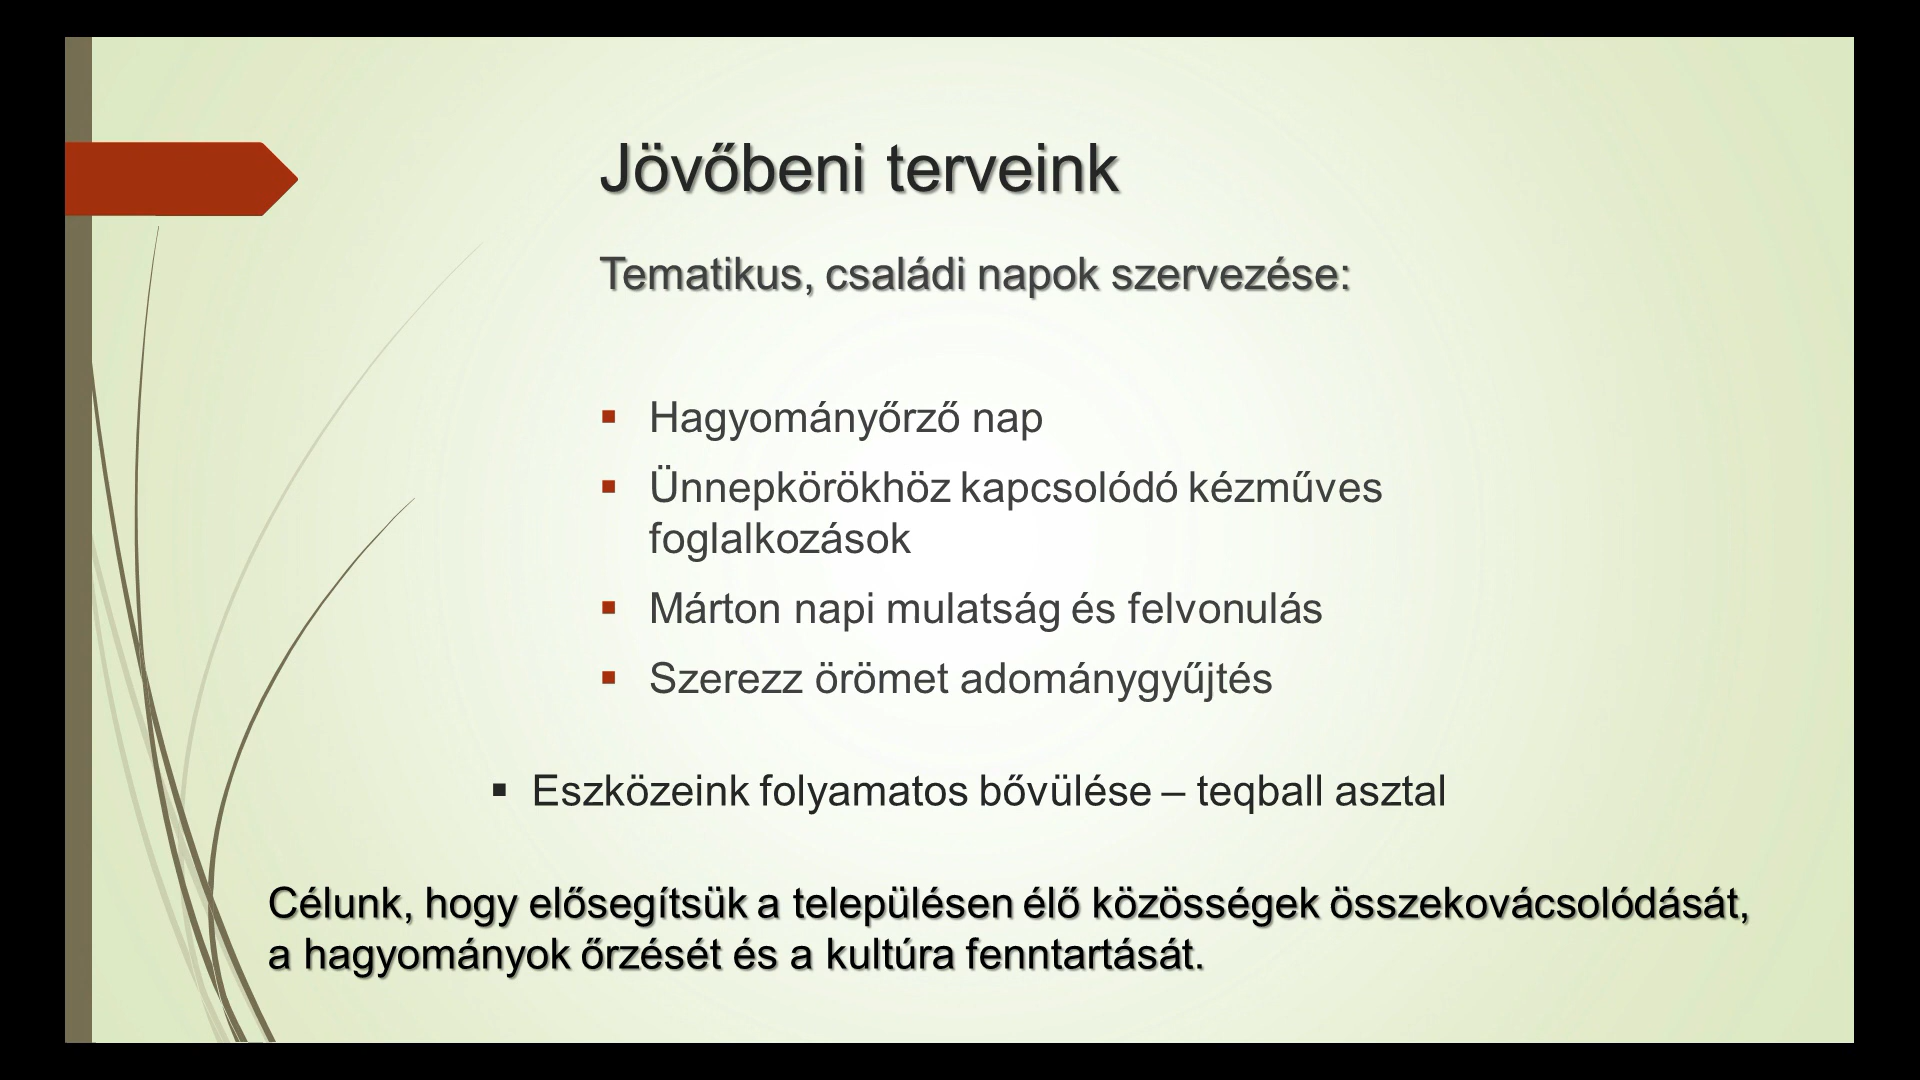 Jövőbeni terveink
Tematikus, családi napok szervezése:
▪ Hagyományőrző nap
▪ Ünnepkörökhöz kapcsolódó kézműves
foglalkozások
▪ Márton napi mulatság és felvonulás
▪ Szerezz örömet adománygyűjtés
▪ Eszközeink folyamatos bővülése – teqball asztal
Célunk, hogy elősegítsük a településen élő közösségek összekovácsolódását,
a hagyományok őrzését és a kultúra fenntartását.